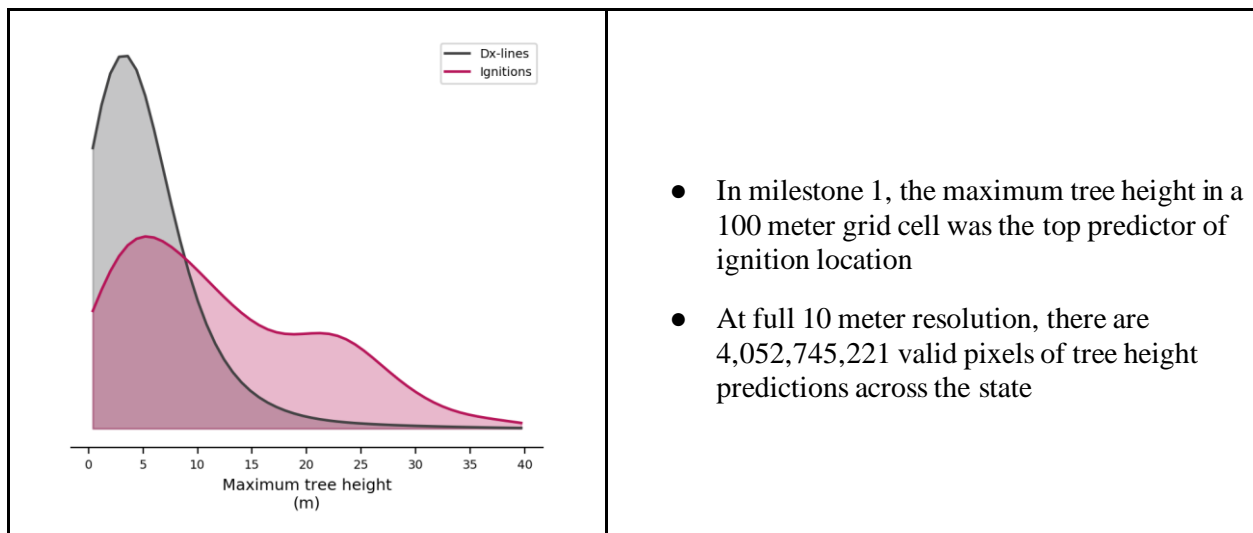 Dx-lines
Ignitions
0 5 10 15 20 25 30 35 40
Maximum tree height
(m)
● In milestone 1, the maximum tree height in a
100 meter grid cell was the top predictor of
ignition location
● At full 10 meter resolution, there are
4,052,745,221 valid pixels of tree height
predictions across the state